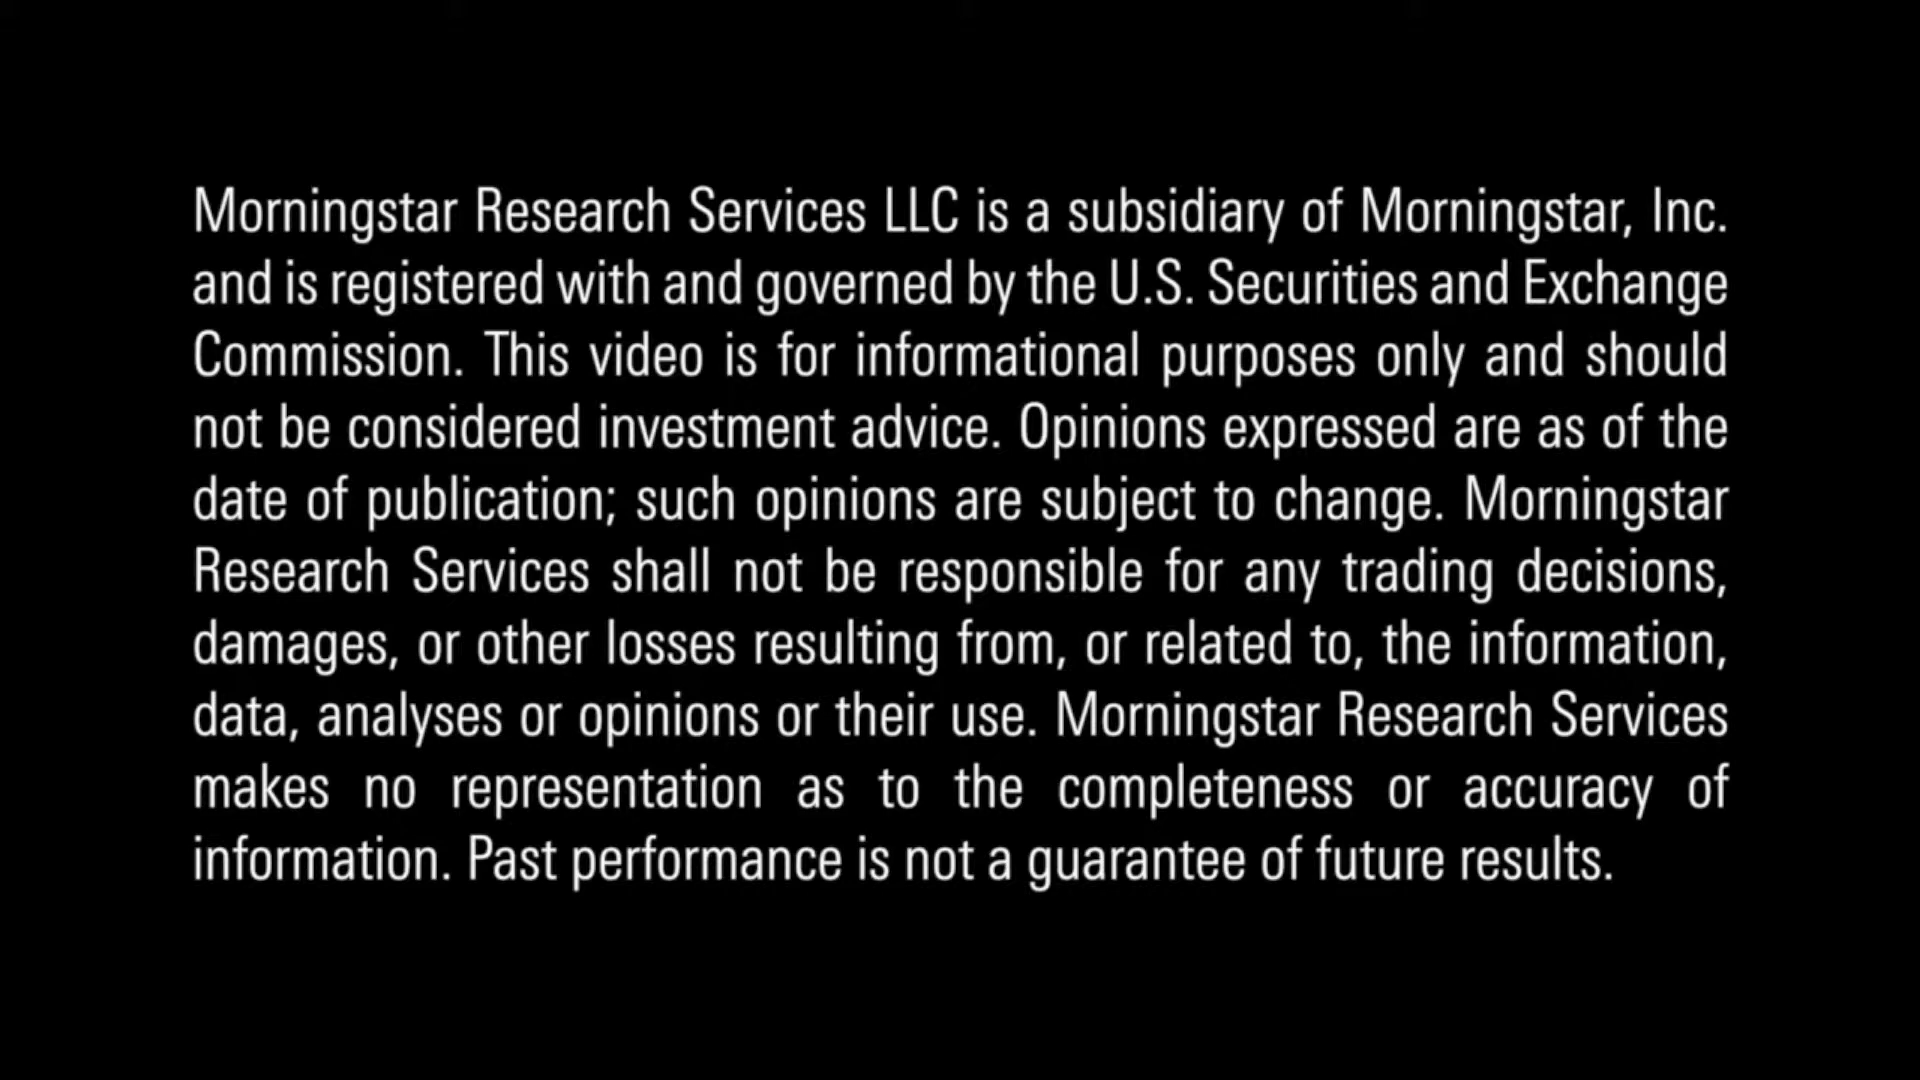 Morningstar Research Services LLC is a subsidiary of Morningstar, Inc.
and is registered with and governed by the U.S. Securities and Exchange
Commission. This video is for informational purposes only and should
not be considered investment advice. Opinions expressed are as of the
date of publication; such opinions are subject to change. Morningstar
Research Services shall not be responsible for any trading decisions,
damages, or other losses resulting from, or related to, the information,
data, analyses or opinions or their use. Morningstar Research Services
makes no representation as to the completeness or accuracy of
information. Past performance is not a guarantee of future results.